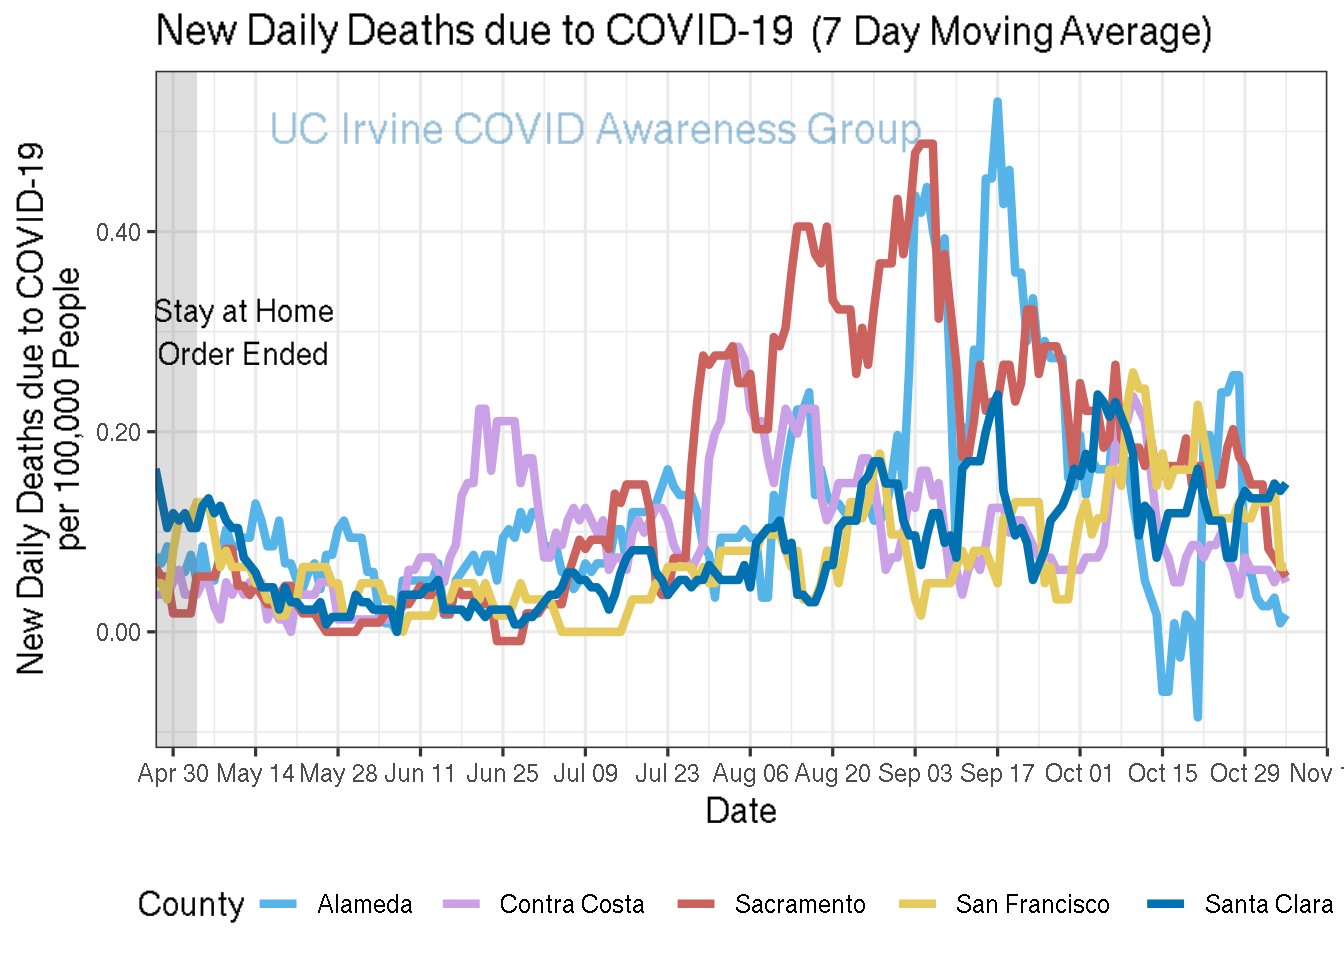 New Daily Deaths due to COVID-19 (7 Day Moving Average)
UC Irvine COVID Awareness Group
New Daily Deaths due to COVID-19
per 100,000 People
0.40
0.20
0.00
Stay at Home
Order Ended
Apr 30 May 14 May 28 Jun 11 Jun 25 Jul 09 Jul 23 Aug 06 Aug 20 Sep 03 Sep 17 Oct 01 Oct 15 Oct 29 Nov
Date
County Alameda Contra Costa Sacramento San Francisco Santa Clara